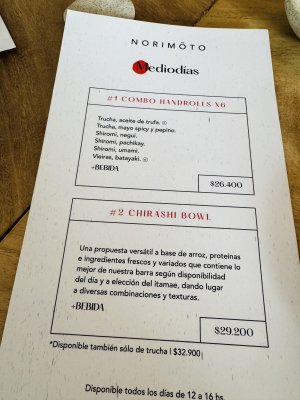 NORIMŌTO
Mediodías
#1 COMBO HANDROLLS X6
Trucha, aceite de trufa.
Trucha, mayo spicy y pepino.
Shiromi, negui.
Shiromi, pachikay.
Shiromi, umami.
Vieiras, batayaki.
+BEBIDA
$26.400
#2 CHIRASHI BOWL
Una propuesta versátil a base de arroz, proteínas
e ingredientes frescos y variados que contiene lo
mejor de nuestra barra según disponibilidad
del día y a elección del itamae, dando lugar
a diversas combinaciones y texturas.
+BEBIDA
$29.200
*Disponible también sólo de trucha | $32.900 |
Disponible todos los días de 12 a 16 hs.